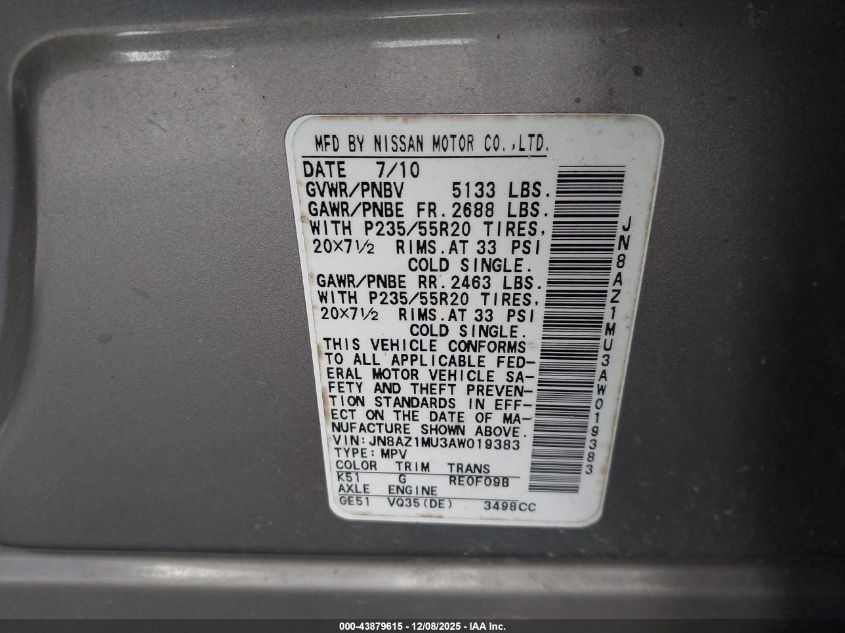 MFD BY NISSAN MOTOR CO.,LTD.
DATE 7/10
GVWR/PNBV 5133 LBS.
GAWR/PNBE FR. 2688 LBS.
WITH P235/55R20 TIRES,
20×7½ RIMS.AT 33 PSI
COLD SINGLE.
GAWR/PNBE RR. 2463 LBS.
WITH P235/55R20 TIRES,
20×7½ RIMS.AT 33 PSI
COLD SINGLE.
THIS VEHICLE CONFORMS
TO ALL APPLICABLE FED-
ERAL MOTOR VEHICLE SA-
FETY AND THEFT PREVEN-
TION STANDARDS IN EFF-
ECT ON THE DATE OF MA-
NUFACTURE SHOWN ABOVE.
VIN: JN8AZ1MU3AW019383
TYPE: MPV
COLOR TRIM TRANS
K51 G RE0F09B
AXLE ENGINE
GE51 VQ35(DE) 3498CC
JN8AZ1MU3AW019383
000-43879615 - 12/08/2025 - IAA Inc.